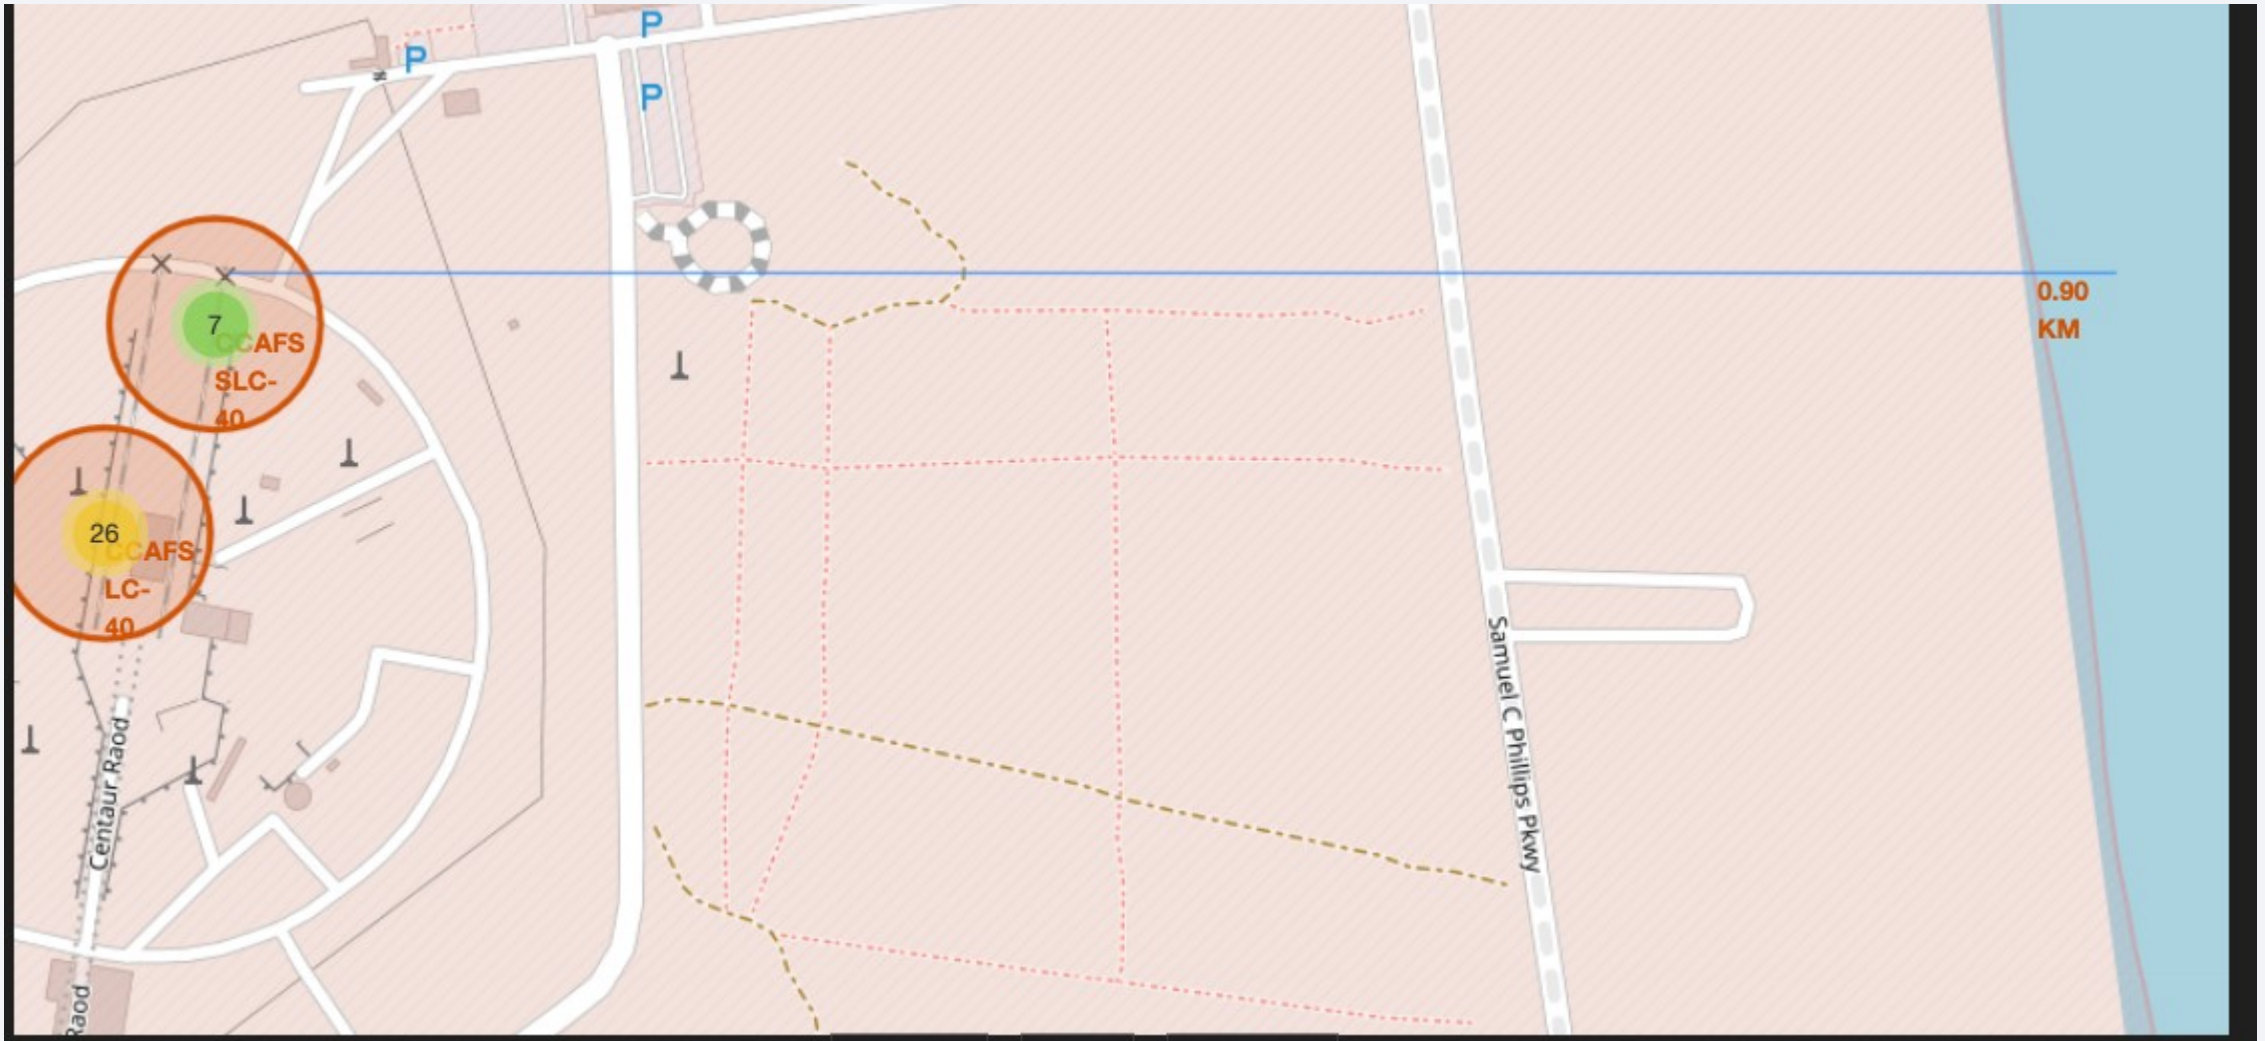 P
P
P
7
CCAFS
SLC-
40
0.90
KM
26
CCAFS
LC-
40
Samuel C Phillips Pkwy
Centaur Raod
Raod